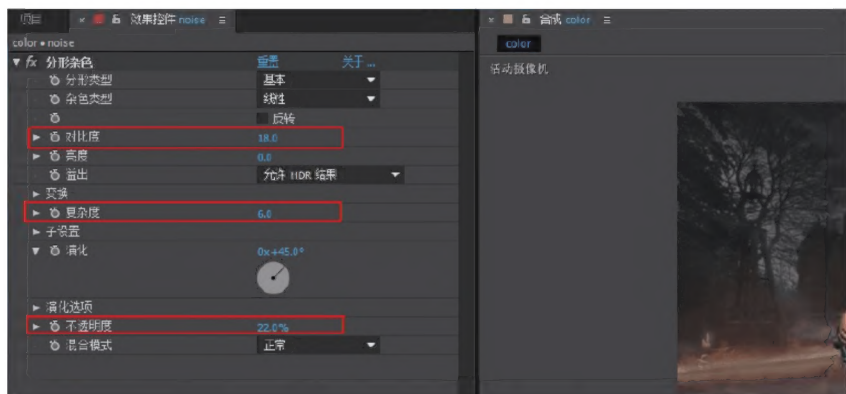 项目 × 效果控件 noise ≡
color • noise
fx 分形杂色 重置 关于...
分形类型 基本
杂色类型 线性
反转
对比度 18.0
亮度 0.0
溢出 允许 HDR 结果
变换
复杂度 6.0
子设置
演化 0x+45.0°
演化选项
不透明度 22.0%
混合模式 正常
× 合成 color ≡
color
活动摄像机